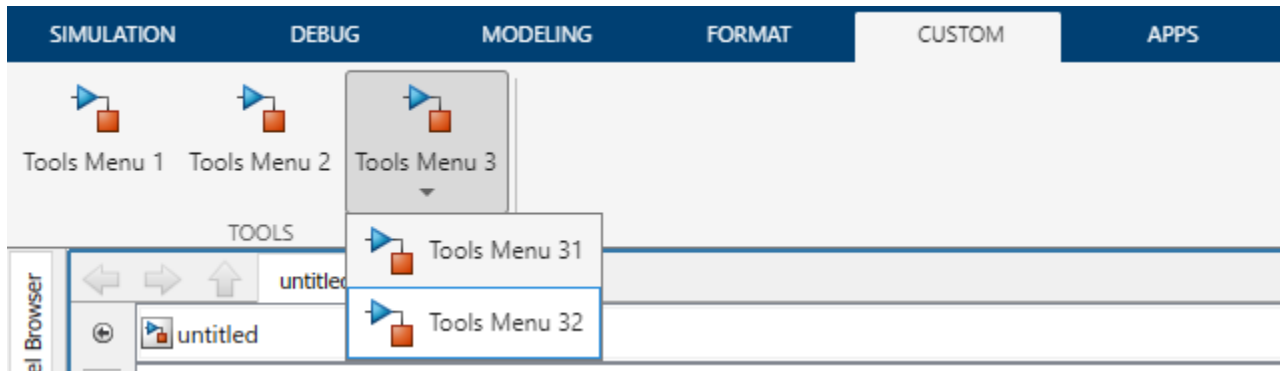 SIMULATION DEBUG MODELING FORMAT CUSTOM APPS
Tools Menu 1 Tools Menu 2 Tools Menu 3
TOOLS
Tools Menu 31
Tools Menu 32
untitled
Browser
untitled